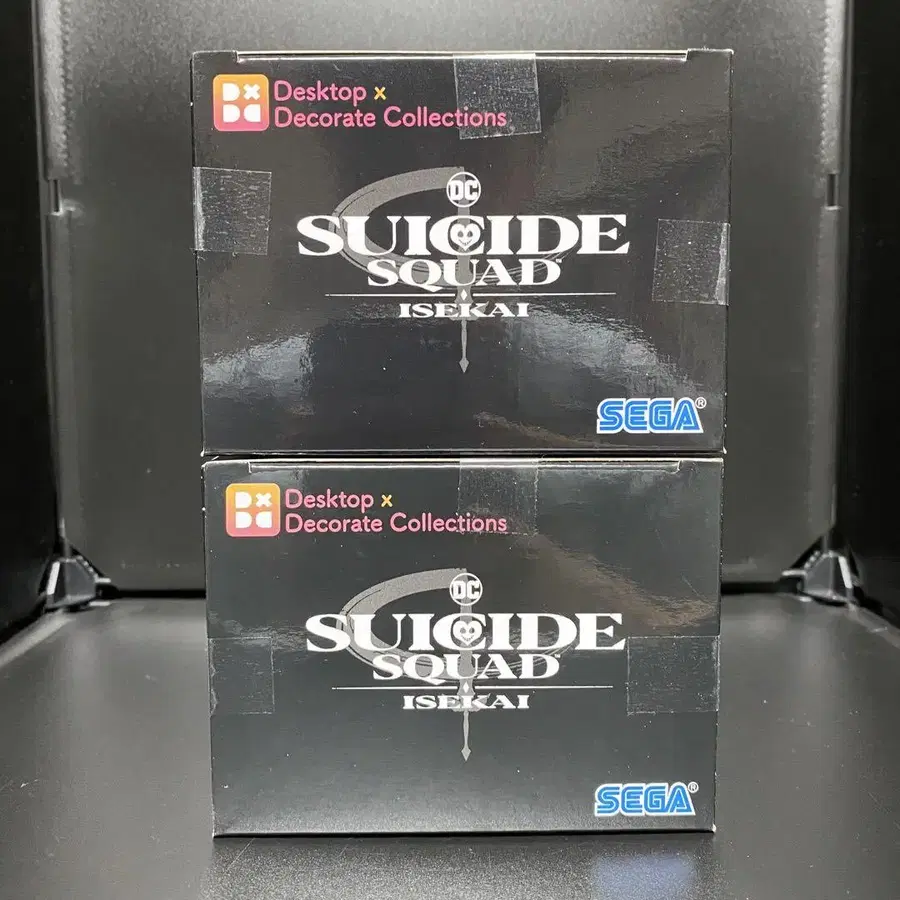 Desktop x
Decorate Collections
DC
SUICIDE
SQUAD
ISEKAI
SEGA®
Desktop x
Decorate Collections
DC
SUICIDE
SQUAD
ISEKAI
SEGA®